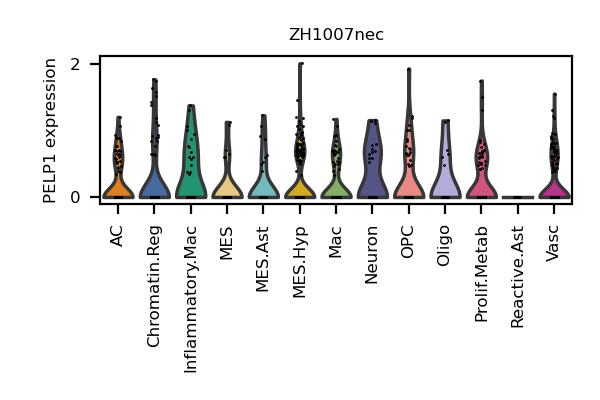 ZH1007nec
PELP1 expression
2
0
AC
Chromatin.Reg
Inflammatory.Mac
MES
MES.Ast
MES.Hyp
Mac
Neuron
OPC
Oligo
Prolif.Metab
Reactive.Ast
Vasc